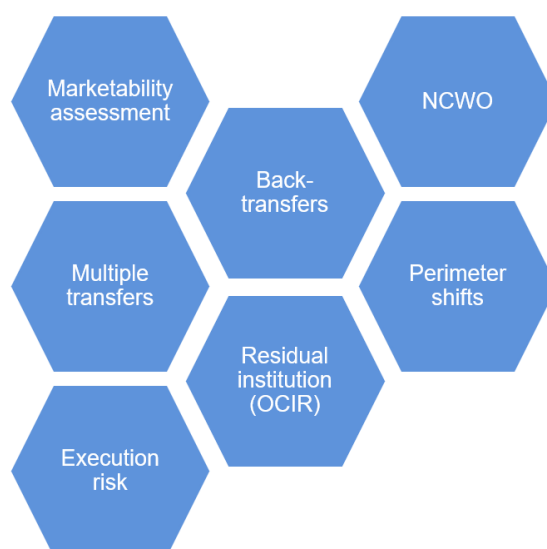 Marketability
assessment
NCWO
Back-
transfers
Multiple
transfers
Perimeter
shifts
Residual
institution
(OCIR)
Execution
risk